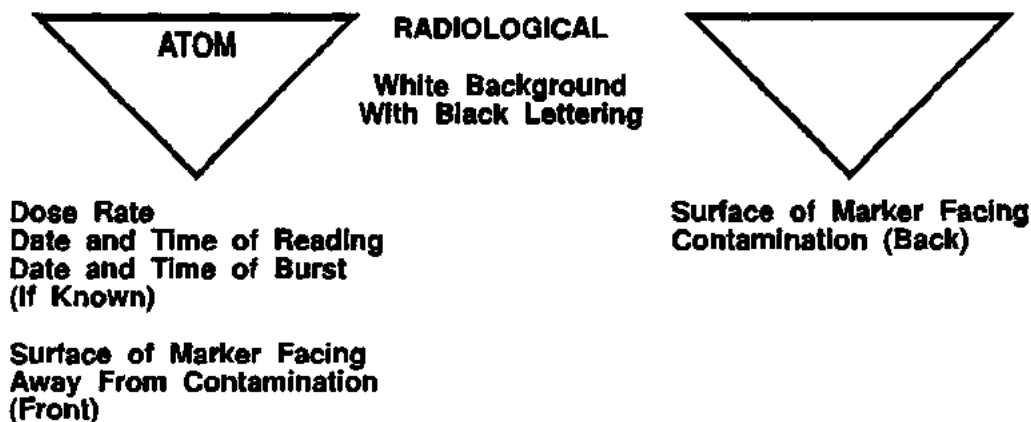 ATOM
RADIOLOGICAL
White Background
With Black Lettering
Dose Rate
Date and Time of Reading
Date and Time of Burst
(If Known)
Surface of Marker Facing
Away From Contamination
(Front)
Surface of Marker Facing
Contamination (Back)